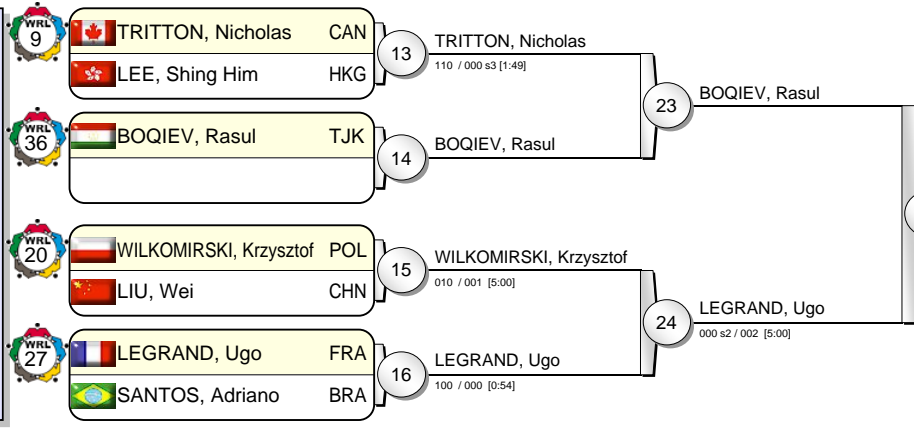 WRL
9
TRITTON, Nicholas CAN
LEE, Shing Him HKG
13
TRITTON, Nicholas
110 / 000 s3 [1:49]
WRL
36
BOQIEV, Rasul TJK
14
BOQIEV, Rasul
23
BOQIEV, Rasul
WRL
20
WILKOMIRSKI, Krzysztof POL
LIU, Wei CHN
15
WILKOMIRSKI, Krzysztof
010 / 001 [5:00]
WRL
27
LEGRAND, Ugo FRA
SANTOS, Adriano BRA
16
LEGRAND, Ugo
100 / 000 [0:54]
24
LEGRAND, Ugo
000 s2 / 002 [5:00]